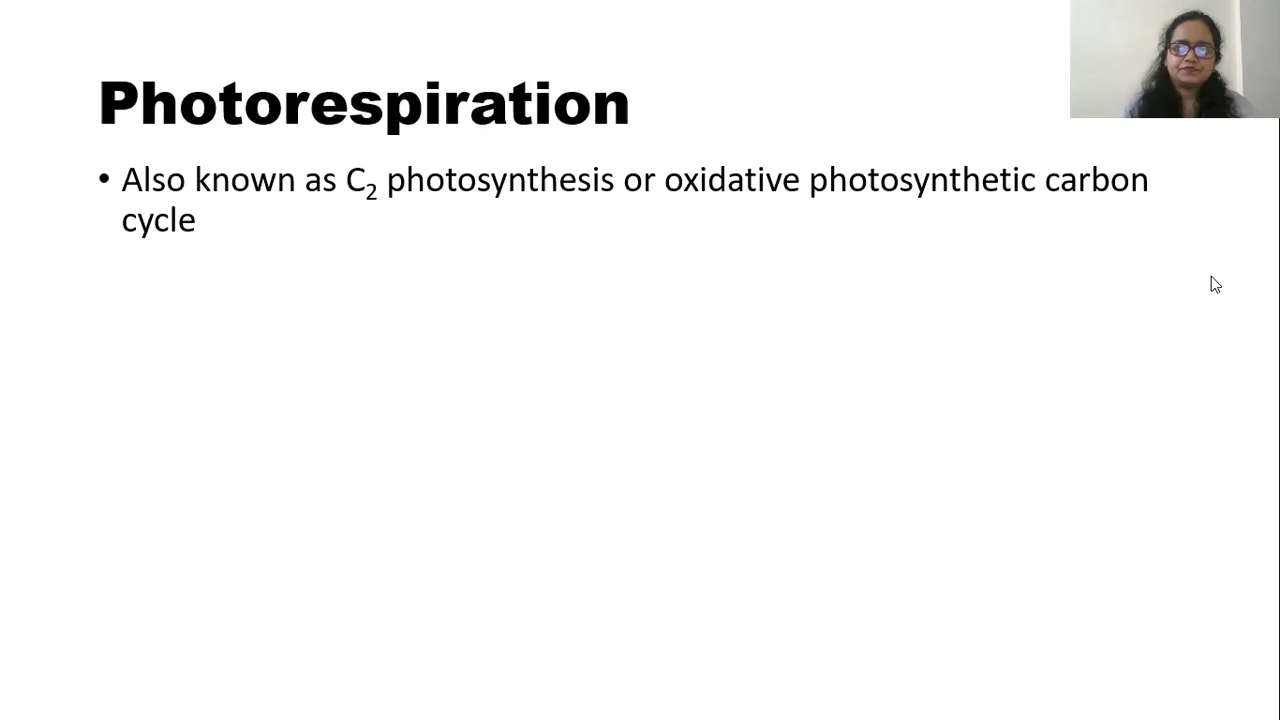 Photorespiration
• Also known as C₂ photosynthesis or oxidative photosynthetic carbon
cycle